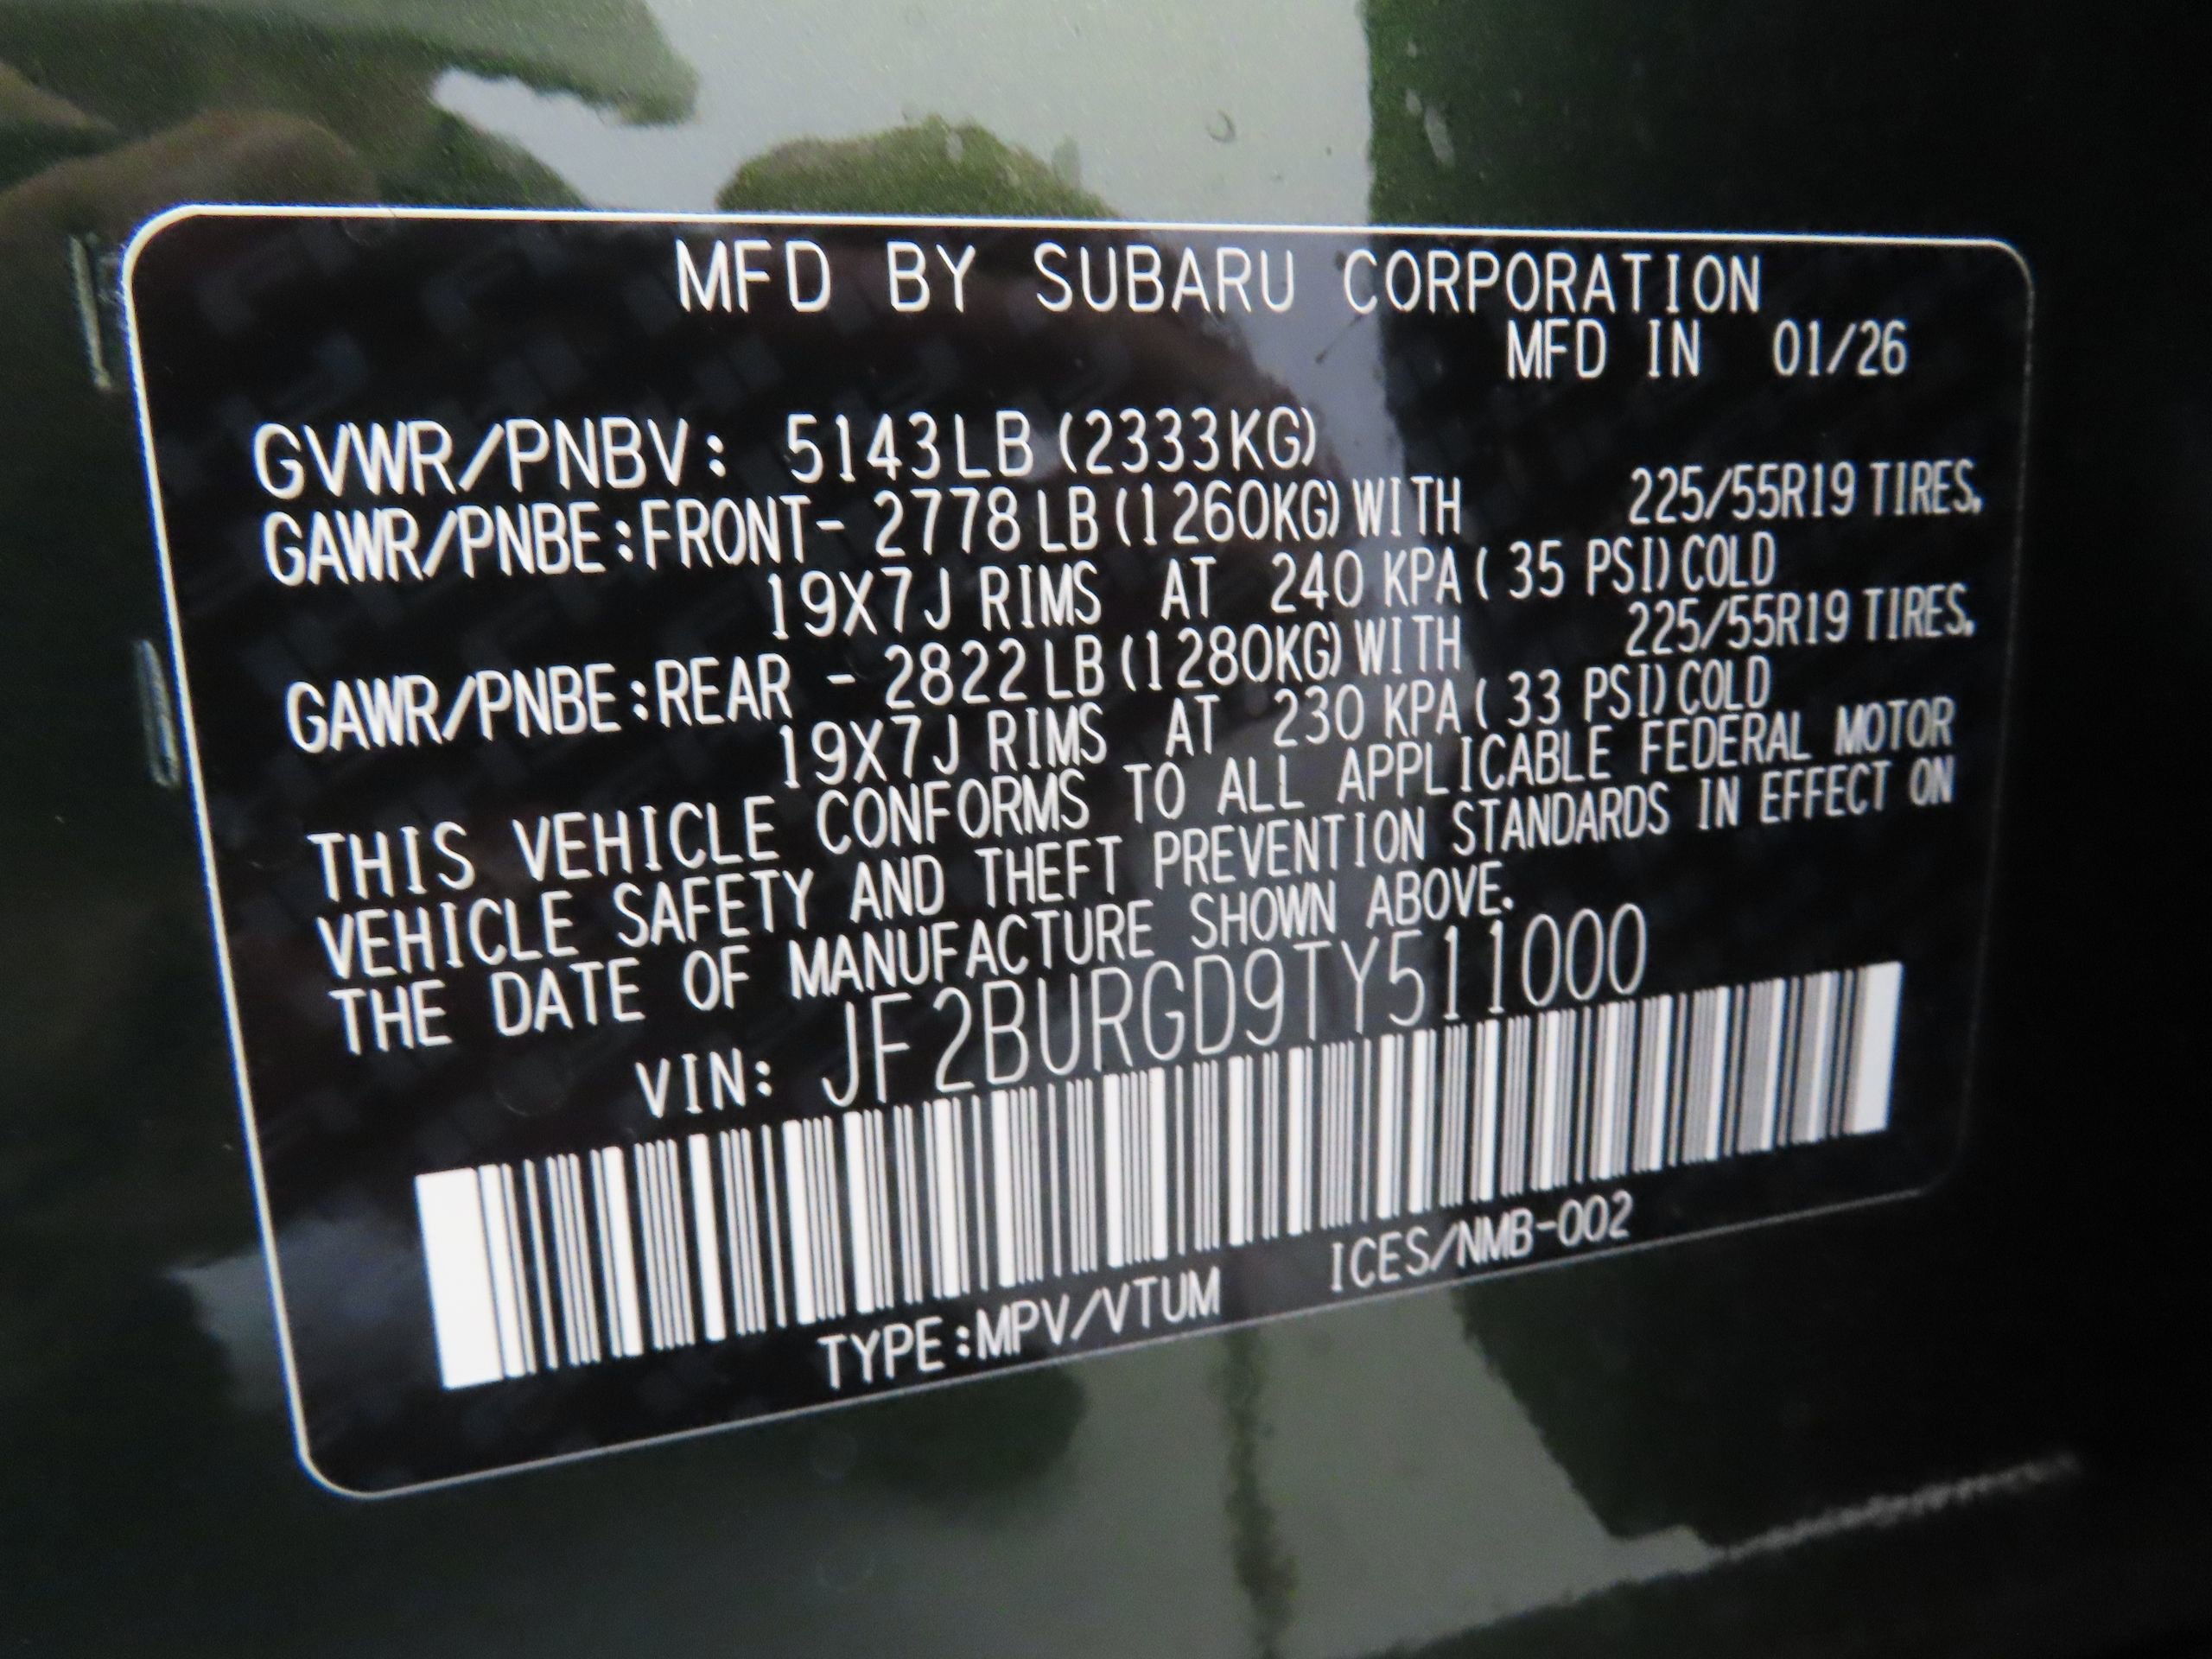 MFD BY SUBARU CORPORATION
MFD IN 01/26
GVWR/PNBV: 5143LB (2333KG)
GAWR/PNBE:FRONT- 2778 LB (1260KG) WITH 225/55R19 TIRES,
19X7J RIMS AT 240 KPA ( 35 PSI) COLD
GAWR/PNBE:REAR - 2822 LB (1280KG) WITH 225/55R19 TIRES,
19X7J RIMS AT 230 KPA ( 33 PSI) COLD
THIS VEHICLE CONFORMS TO ALL APPLICABLE FEDERAL MOTOR
VEHICLE SAFETY AND THEFT PREVENTION STANDARDS IN EFFECT ON
THE DATE OF MANUFACTURE SHOWN ABOVE.
VIN: JF2BURGD9TY511000
TYPE:MPV/VTUM ICES/NMB-002